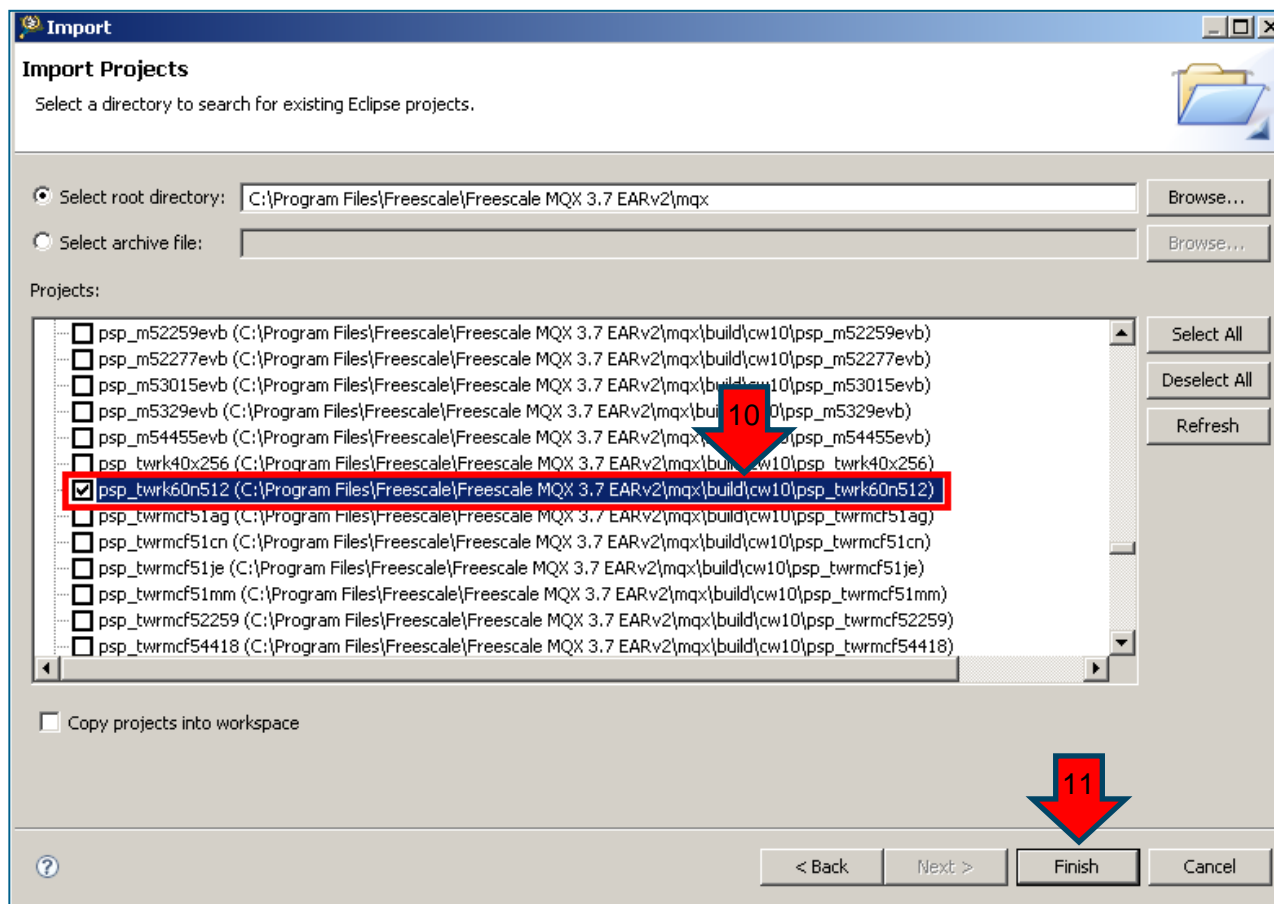 Import
Import Projects
Select a directory to search for existing Eclipse projects.
Select root directory: C:\Program Files\Freescale\Freescale MQX 3.7 EARv2\mqx Browse...
Select archive file: Browse...
Projects:
psp_m52259evb (C:\Program Files\Freescale\Freescale MQX 3.7 EARv2\mqx\build\cw10\psp_m52259evb)
psp_m52277evb (C:\Program Files\Freescale\Freescale MQX 3.7 EARv2\mqx\build\cw10\psp_m52277evb)
psp_m53015evb (C:\Program Files\Freescale\Freescale MQX 3.7 EARv2\mqx\build\cw10\psp_m53015evb)
psp_m5329evb (C:\Program Files\Freescale\Freescale MQX 3.7 EARv2\mqx\build\cw10\psp_m5329evb)
psp_m54455evb (C:\Program Files\Freescale\Freescale MQX 3.7 EARv2\mqx\build\cw10\psp_m54455evb)
psp_twrk40x256 (C:\Program Files\Freescale\Freescale MQX 3.7 EARv2\mqx\build\cw10\psp_twrk40x256)
psp_twrk60n512 (C:\Program Files\Freescale\Freescale MQX 3.7 EARv2\mqx\build\cw10\psp_twrk60n512)
psp_twrmcf51ag (C:\Program Files\Freescale\Freescale MQX 3.7 EARv2\mqx\build\cw10\psp_twrmcf51ag)
psp_twrmcf51cn (C:\Program Files\Freescale\Freescale MQX 3.7 EARv2\mqx\build\cw10\psp_twrmcf51cn)
psp_twrmcf51je (C:\Program Files\Freescale\Freescale MQX 3.7 EARv2\mqx\build\cw10\psp_twrmcf51je)
psp_twrmcf51mm (C:\Program Files\Freescale\Freescale MQX 3.7 EARv2\mqx\build\cw10\psp_twrmcf51mm)
psp_twrmcf52259 (C:\Program Files\Freescale\Freescale MQX 3.7 EARv2\mqx\build\cw10\psp_twrmcf52259)
psp_twrmcf54418 (C:\Program Files\Freescale\Freescale MQX 3.7 EARv2\mqx\build\cw10\psp_twrmcf54418)
Select All
Deselect All
Refresh
10
Copy projects into workspace
11
? < Back Next > Finish Cancel